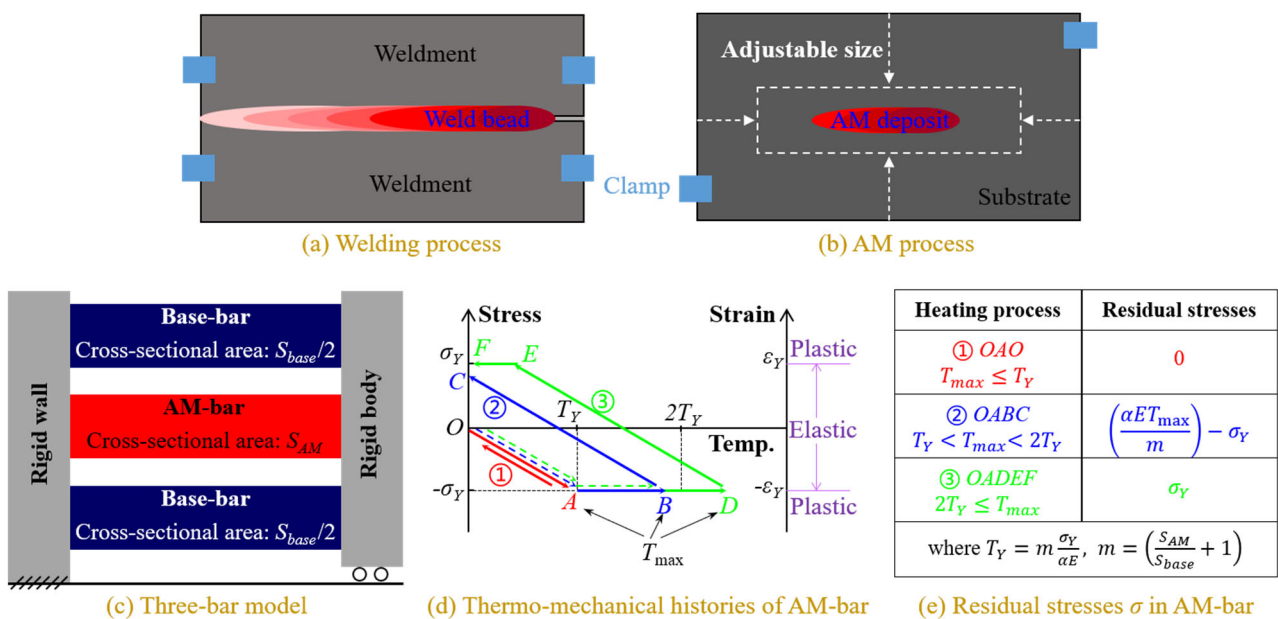 Weldment
Weld bead
Weldment
Clamp
(a) Welding process
Adjustable size
AM deposit
Substrate
(b) AM process
Rigid wall
Base-bar
Cross-sectional area: S_base/2
AM-bar
Cross-sectional area: S_AM
Base-bar
Cross-sectional area: S_base/2
Rigid body
(c) Three-bar model
Stress
Strain
σ_Y
F
E
ε_Y
Plastic
C
②
③
T_Y
2T_Y
O
Temp.
Elastic
①
-σ_Y
A
B
D
-ε_Y
Plastic
T_max
(d) Thermo-mechanical histories of AM-bar
Heating process
Residual stresses
① OAO
T_max ≤ T_Y
0
② OABC
T_Y < T_max < 2T_Y
(αET_max/m) − σ_Y
③ OADEF
2T_Y ≤ T_max
σ_Y
where T_Y = m σ_Y/αE, m = (S_AM/S_base + 1)
(e) Residual stresses σ in AM-bar